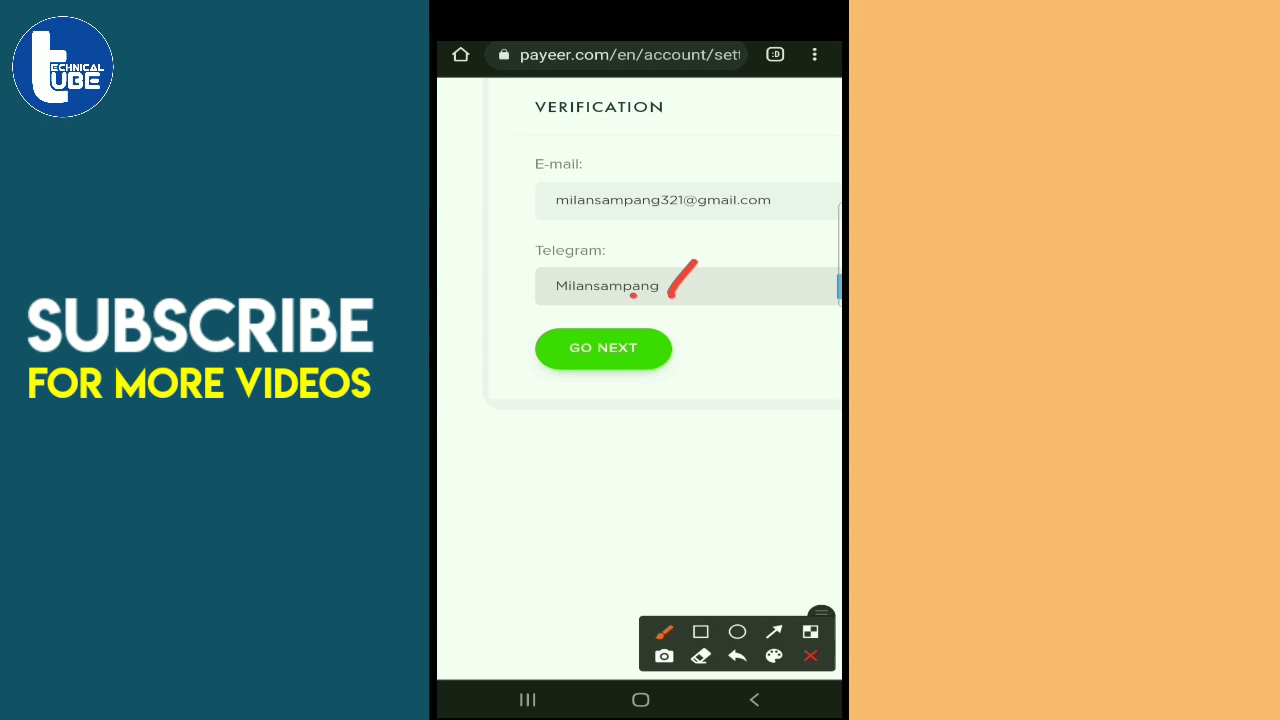 tECHNICAL
tUBE
SUBSCRIBE
FOR MORE VIDEOS
payeer.com/en/account/sett
:D
VERIFICATION
E-mail:
milansampang321@gmail.com
Telegram:
Milansampang
GO NEXT